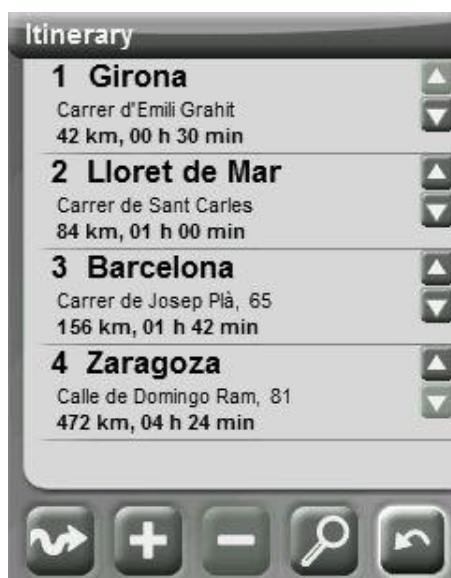 Itinerary
1 Girona
Carrer d'Emili Grahit
42 km, 00 h 30 min
2 Lloret de Mar
Carrer de Sant Carles
84 km, 01 h 00 min
3 Barcelona
Carrer de Josep Plà, 65
156 km, 01 h 42 min
4 Zaragoza
Calle de Domingo Ram, 81
472 km, 04 h 24 min